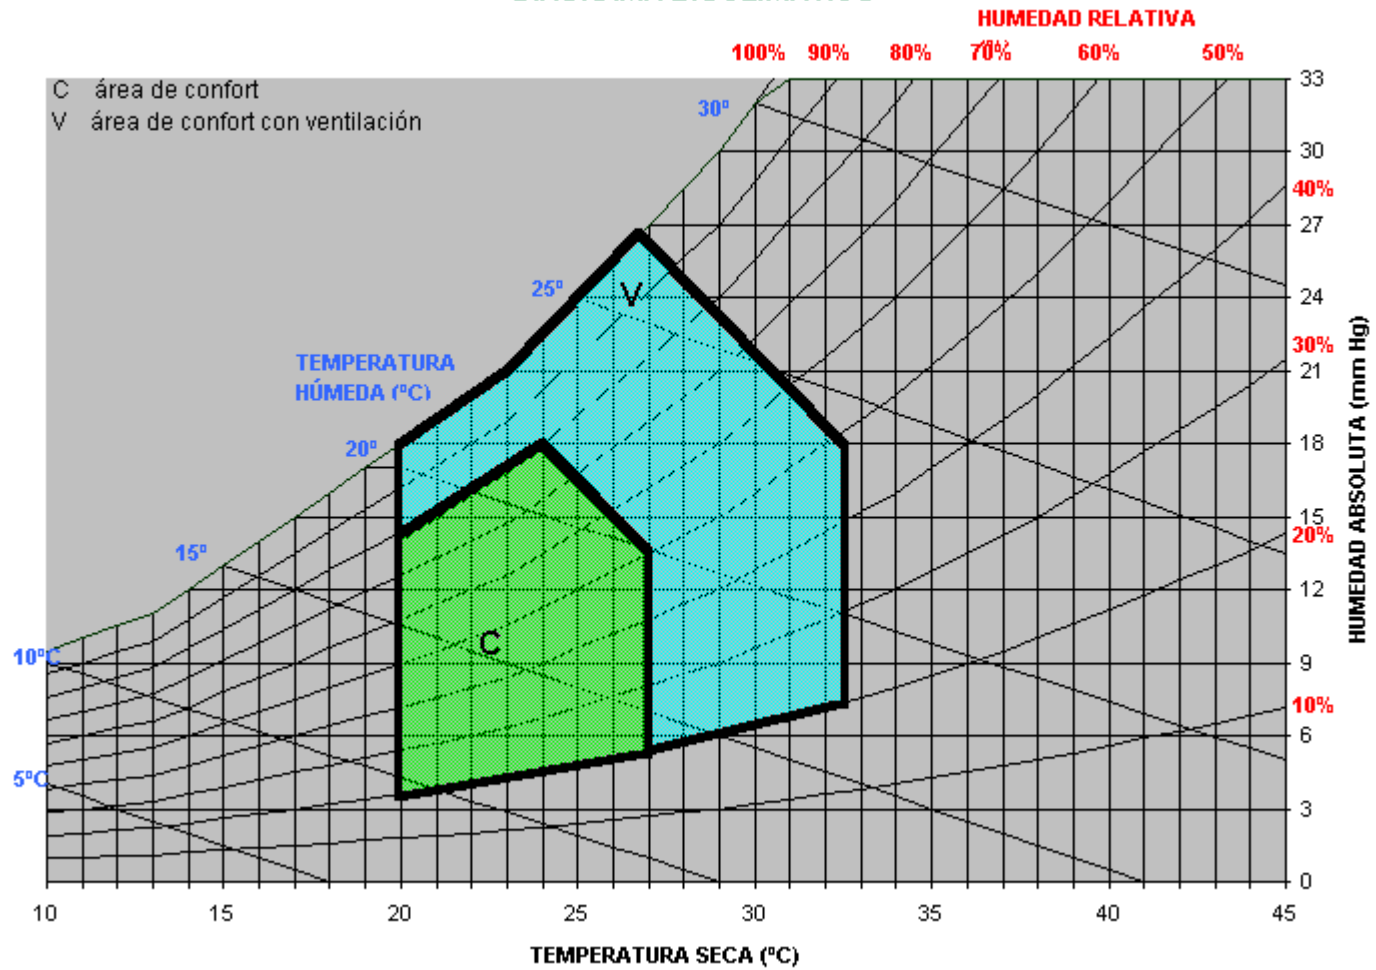 HUMEDAD RELATIVA
100% 90% 80% 70% 60% 50%
C área de confort
V área de confort con ventilación
33
30º
30
40%
27
25º
V
24
30%
TEMPERATURA
HÚMEDA (ºC)
21
20º
18
15
20%
15º
12
C
10ºC
9
10%
6
5ºC
3
0
HUMEDAD ABSOLUTA (mm Hg)
10 15 20 25 30 35 40 45
TEMPERATURA SECA (ºC)